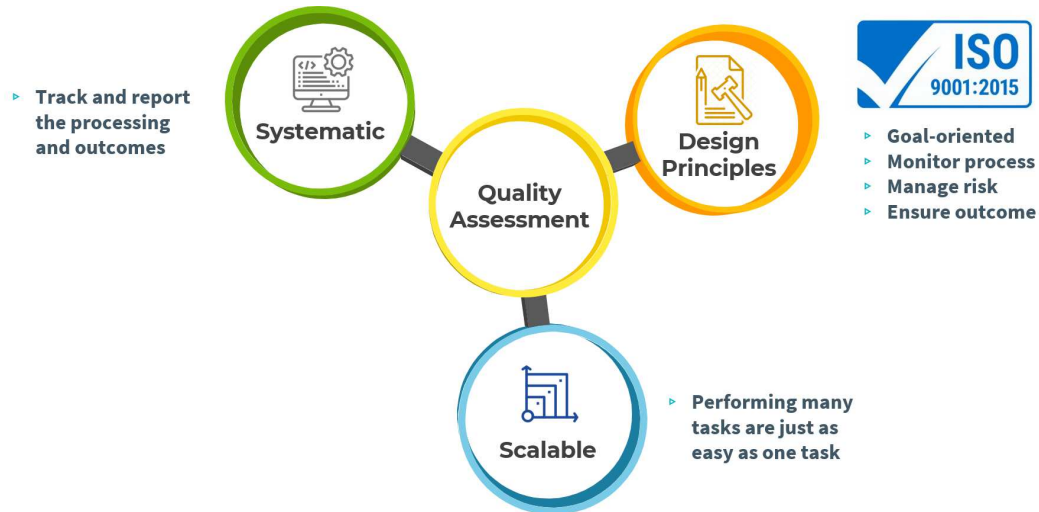 Track and report
the processing
and outcomes
</>
Systematic
Quality
Assessment
Design
Principles
ISO
9001:2015
Goal-oriented
Monitor process
Manage risk
Ensure outcome
Scalable
Performing many
tasks are just as
easy as one task